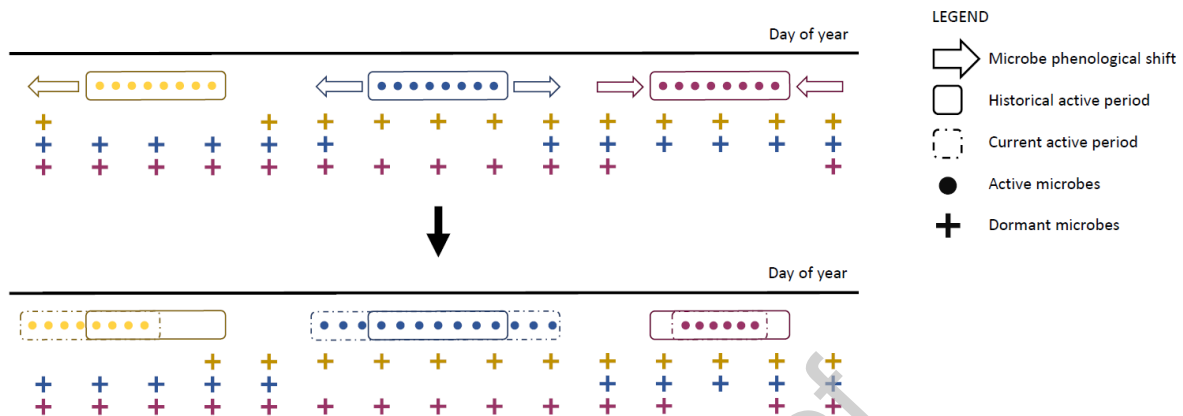 Day of year
LEGEND
Microbe phenological shift
Historical active period
Current active period
Active microbes
Dormant microbes
Day of year